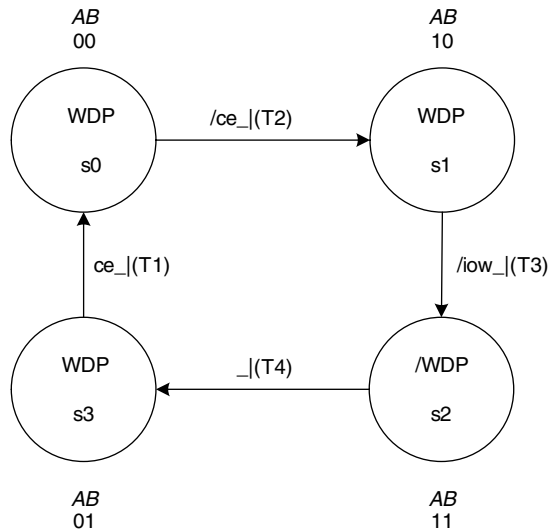 AB
00
AB
10
WDP
s0
/ce_|(T2)
WDP
s1
ce_|(T1)
/iow_|(T3)
WDP
s3
_|(T4)
/WDP
s2
AB
01
AB
11